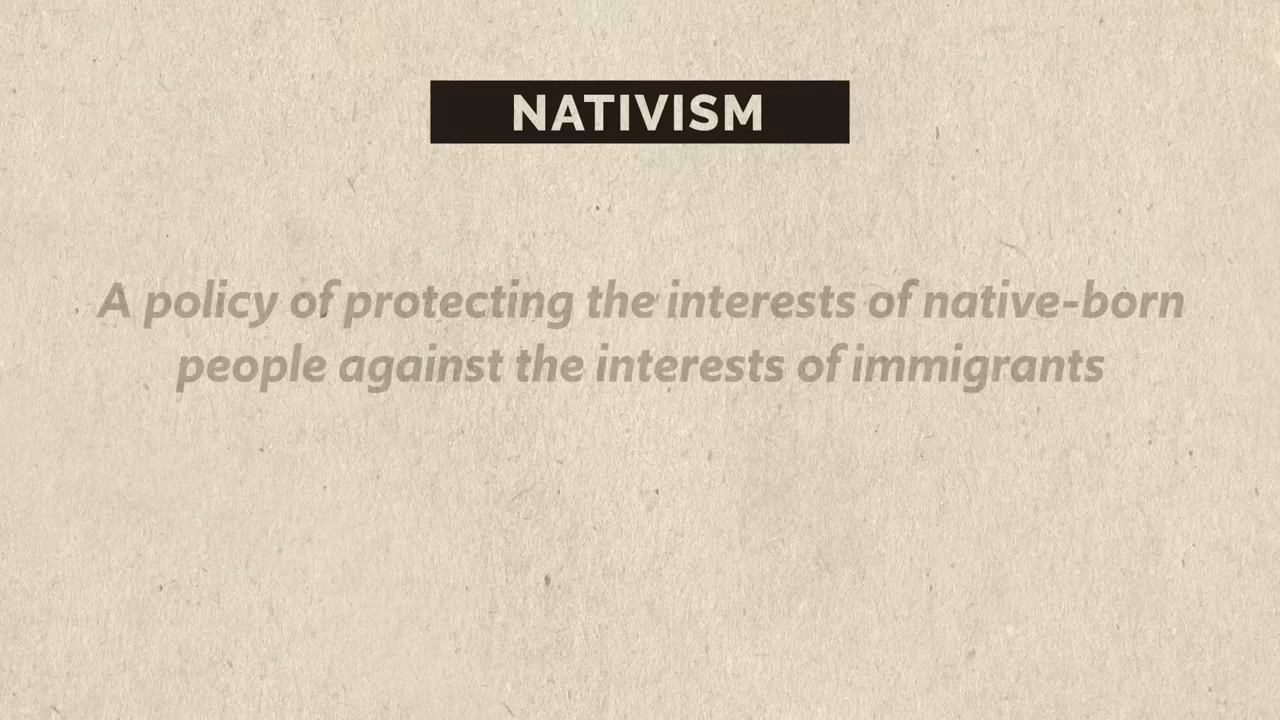 NATIVISM
A policy of protecting the interests of native-born
people against the interests of immigrants